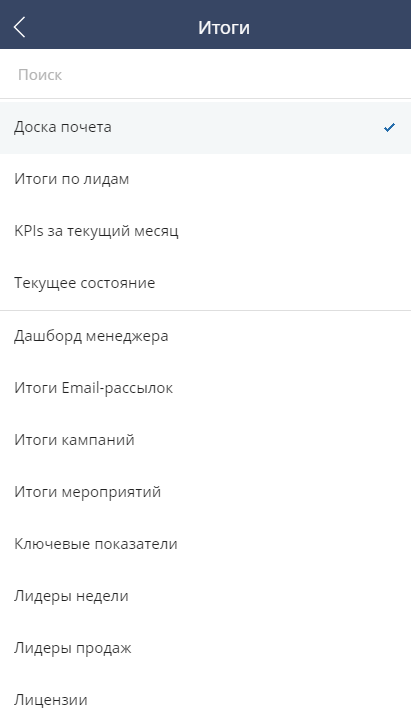 Итоги
Поиск
Доска почета
Итоги по лидам
KPIs за текущий месяц
Текущее состояние
Дашборд менеджера
Итоги Email-рассылок
Итоги кампаний
Итоги мероприятий
Ключевые показатели
Лидеры недели
Лидеры продаж
Лицензии